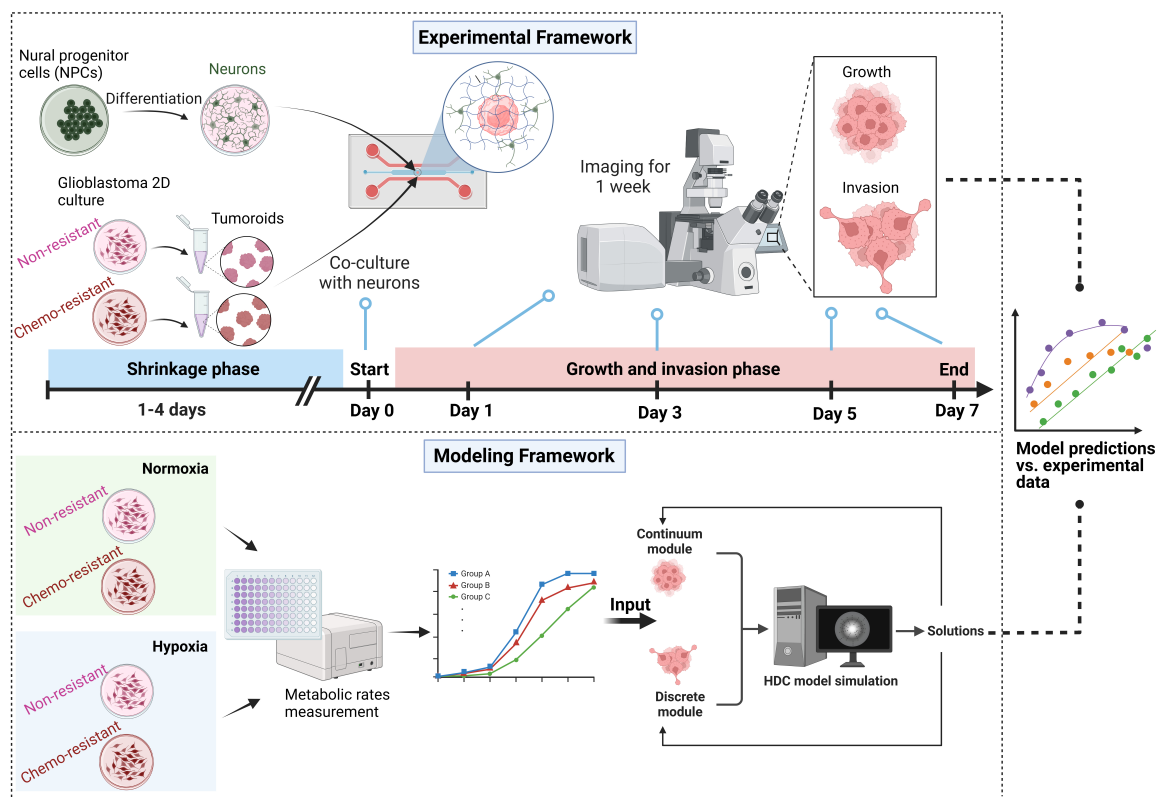 Experimental Framework
Nural progenitor
cells (NPCs)
Neurons
Differentiation
Glioblastoma 2D
culture
Tumoroids
Non-resistant
Chemo-resistant
Co-culture
with neurons
Imaging for
1 week
Growth
Invasion
Shrinkage phase
Start
Growth and invasion phase
End
1-4 days
Day 0
Day 1
Day 3
Day 5
Day 7
Model predictions
vs. experimental
data
Modeling Framework
Normoxia
Non-resistant
Chemo-resistant
Hypoxia
Non-resistant
Chemo-resistant
Metabolic rates
measurement
Group A
Group B
Group C
Input
Continuum
module
Discrete
module
HDC model simulation
Solutions